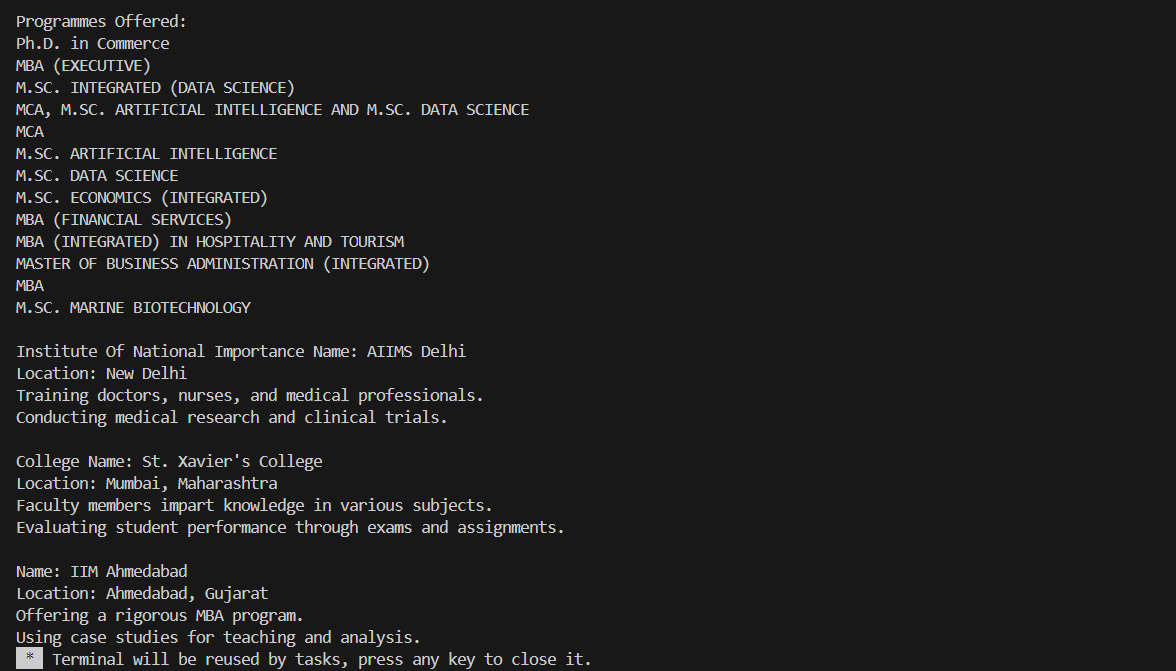 Programmes Offered:
Ph.D. in Commerce
MBA (EXECUTIVE)
M.SC. INTEGRATED (DATA SCIENCE)
MCA, M.SC. ARTIFICIAL INTELLIGENCE AND M.SC. DATA SCIENCE
MCA
M.SC. ARTIFICIAL INTELLIGENCE
M.SC. DATA SCIENCE
M.SC. ECONOMICS (INTEGRATED)
MBA (FINANCIAL SERVICES)
MBA (INTEGRATED) IN HOSPITALITY AND TOURISM
MASTER OF BUSINESS ADMINISTRATION (INTEGRATED)
MBA
M.SC. MARINE BIOTECHNOLOGY
Institute Of National Importance Name: AIIMS Delhi
Location: New Delhi
Training doctors, nurses, and medical professionals.
Conducting medical research and clinical trials.
College Name: St. Xavier's College
Location: Mumbai, Maharashtra
Faculty members impart knowledge in various subjects.
Evaluating student performance through exams and assignments.
Name: IIM Ahmedabad
Location: Ahmedabad, Gujarat
Offering a rigorous MBA program.
Using case studies for teaching and analysis.
* Terminal will be reused by tasks, press any key to close it.